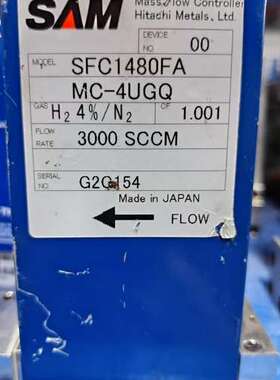 SAM
Mass Flow Controller
Hitachi Metals, Ltd.
DEVICE NO 00
MODEL SFC1480FA
MC-4UGQ
GAS H2 4%/N2 CF 1.001
FLOW RATE 3000 SCCM
SERIAL NO G2C154
Made in JAPAN
FLOW